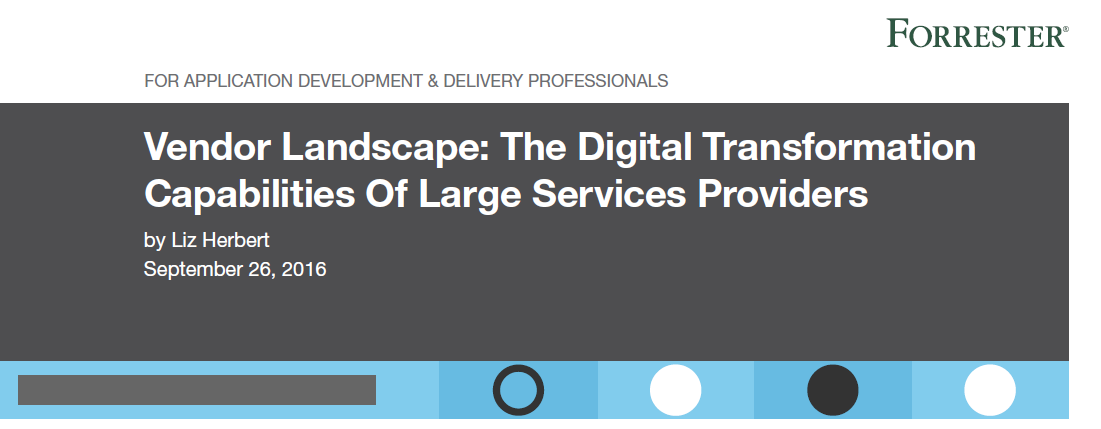 FORRESTER®
FOR APPLICATION DEVELOPMENT & DELIVERY PROFESSIONALS
Vendor Landscape: The Digital Transformation
Capabilities Of Large Services Providers
by Liz Herbert
September 26, 2016